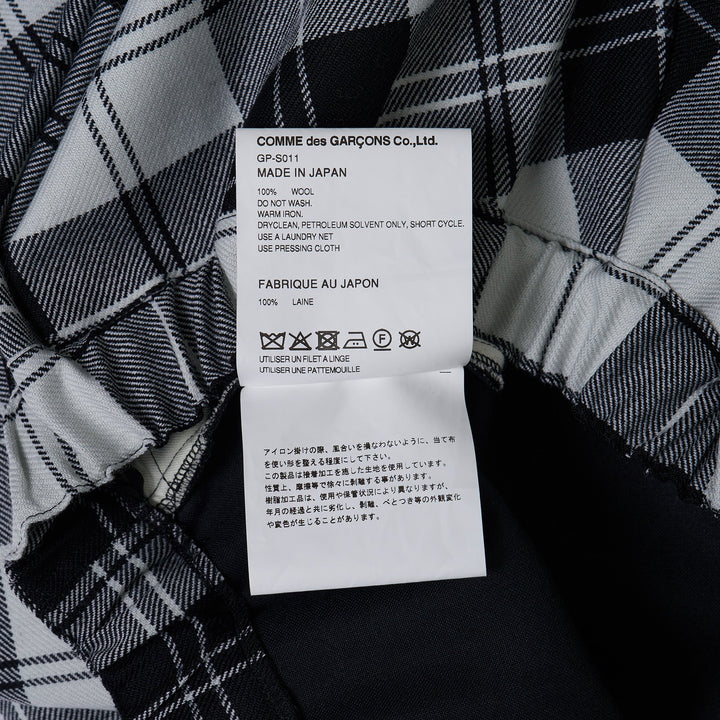 COMME des GARÇONS Co.,Ltd.
GP-S011
MADE IN JAPAN
100% WOOL
DO NOT WASH.
WARM IRON.
DRYCLEAN, PETROLEUM SOLVENT ONLY, SHORT CYCLE.
USE A LAUNDRY NET
USE PRESSING CLOTH
FABRIQUE AU JAPON
100% LAINE
UTILISER UN FILET A LINGE
UTILISER UNE PATTEMOUILLE
アイロン掛けの際、風合いを損なわないように、当て布
を使い形を整える程度にして下さい。
この製品は接着加工を施した生地を使用しています。
性質上、摩擦等で徐々に剥離する事があります。
樹脂加工品は、使用や保管状況により異なりますが、
年月の経過と共に劣化し、剥離、べとつき等の外観変化
や変色が生じることがあります。